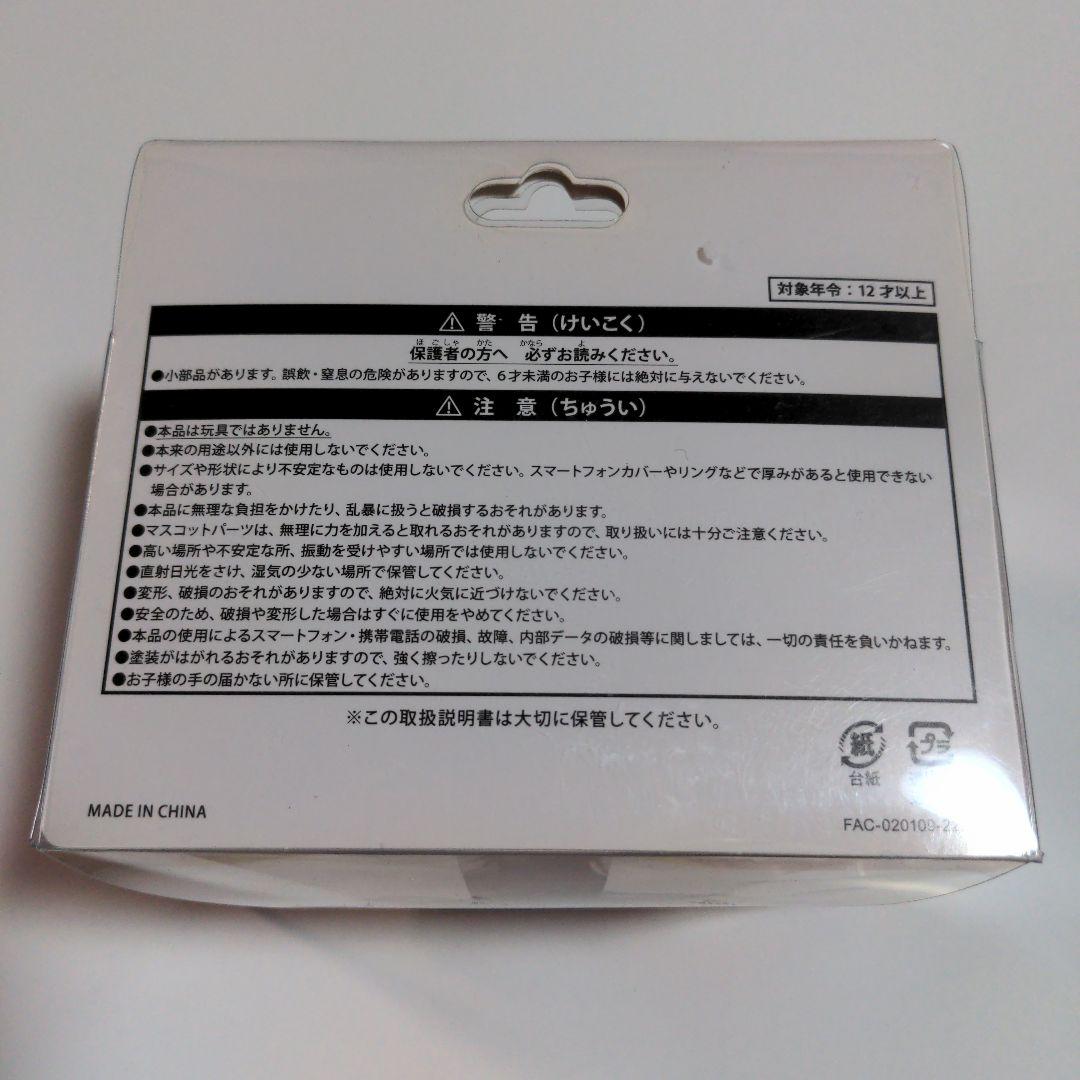 対象年令：12才以上
⚠ 警 告（けいこく）
保護者の方へ 必ずお読みください。
●小部品があります。誤飲・窒息の危険がありますので、6才未満のお子様には絶対に与えないでください。
⚠ 注 意（ちゅうい）
●本品は玩具ではありません。
●本来の用途以外には使用しないでください。
●サイズや形状により不安定なものは使用しないでください。スマートフォンカバーやリングなどで厚みがあると使用できない
場合があります。
●本品に無理な負担をかけたり、乱暴に扱うと破損するおそれがあります。
●マスコットパーツは、無理に力を加えると取れるおそれがありますので、取り扱いには十分ご注意ください。
●高い場所や不安定な所、振動を受けやすい場所では使用しないでください。
●直射日光をさけ、湿気の少ない場所で保管してください。
●変形、破損のおそれがありますので、絶対に火気に近づけないでください。
●安全のため、破損や変形した場合はすぐに使用をやめてください。
●本品の使用によるスマートフォン・携帯電話の破損、故障、内部データの破損等に関しましては、一切の責任を負いかねます。
●塗装がはがれるおそれがありますので、強く擦ったりしないでください。
●お子様の手の届かない所に保管してください。
※この取扱説明書は大切に保管してください。
紙 プラ
台紙
MADE IN CHINA
FAC-020109-